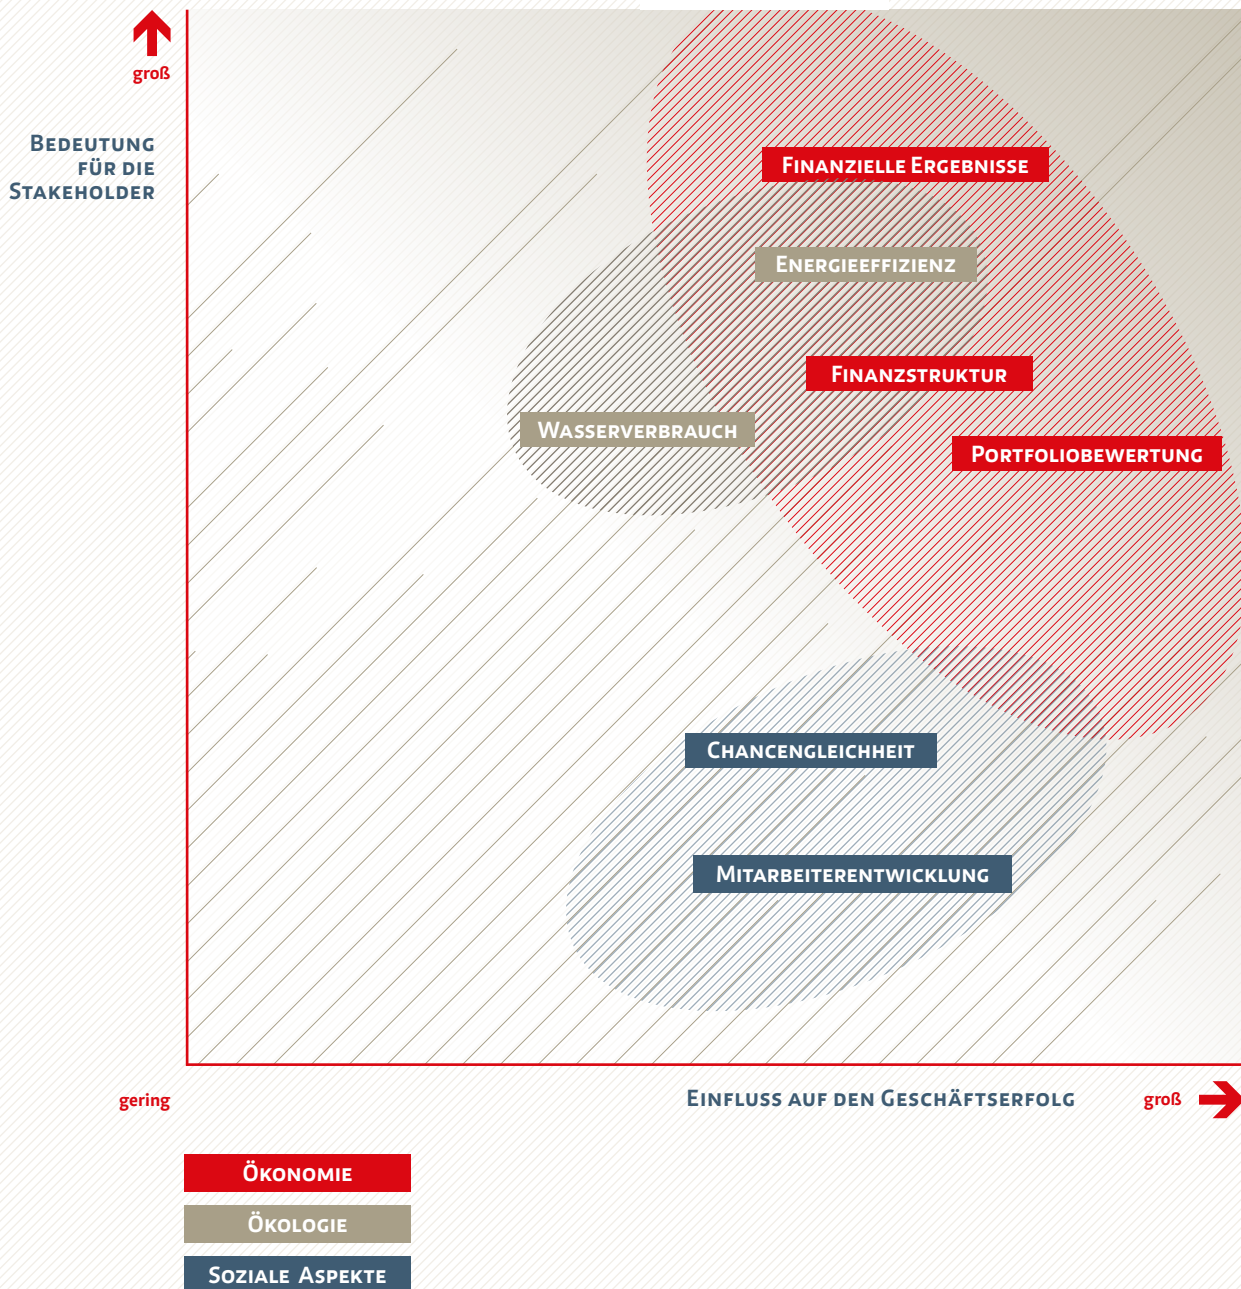 groß
Bedeutung
für die
Stakeholder
Finanzielle Ergebnisse
Energieeffizienz
Finanzstruktur
Wasserverbrauch
Portfoliobewertung
Chancengleichheit
Mitarbeiterentwicklung
gering
Einfluss auf den Geschäftserfolg
groß
Ökonomie
Ökologie
Soziale Aspekte